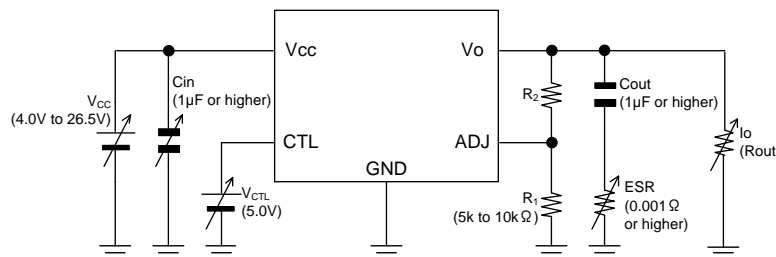 Vcc
Vo
CTL
ADJ
GND
VCC
(4.0V to 26.5V)
Cin
(1µF or higher)
VCTL
(5.0V)
R2
R1
(5k to 10kΩ)
Cout
(1µF or higher)
ESR
(0.001Ω
or higher)
Io
(Rout